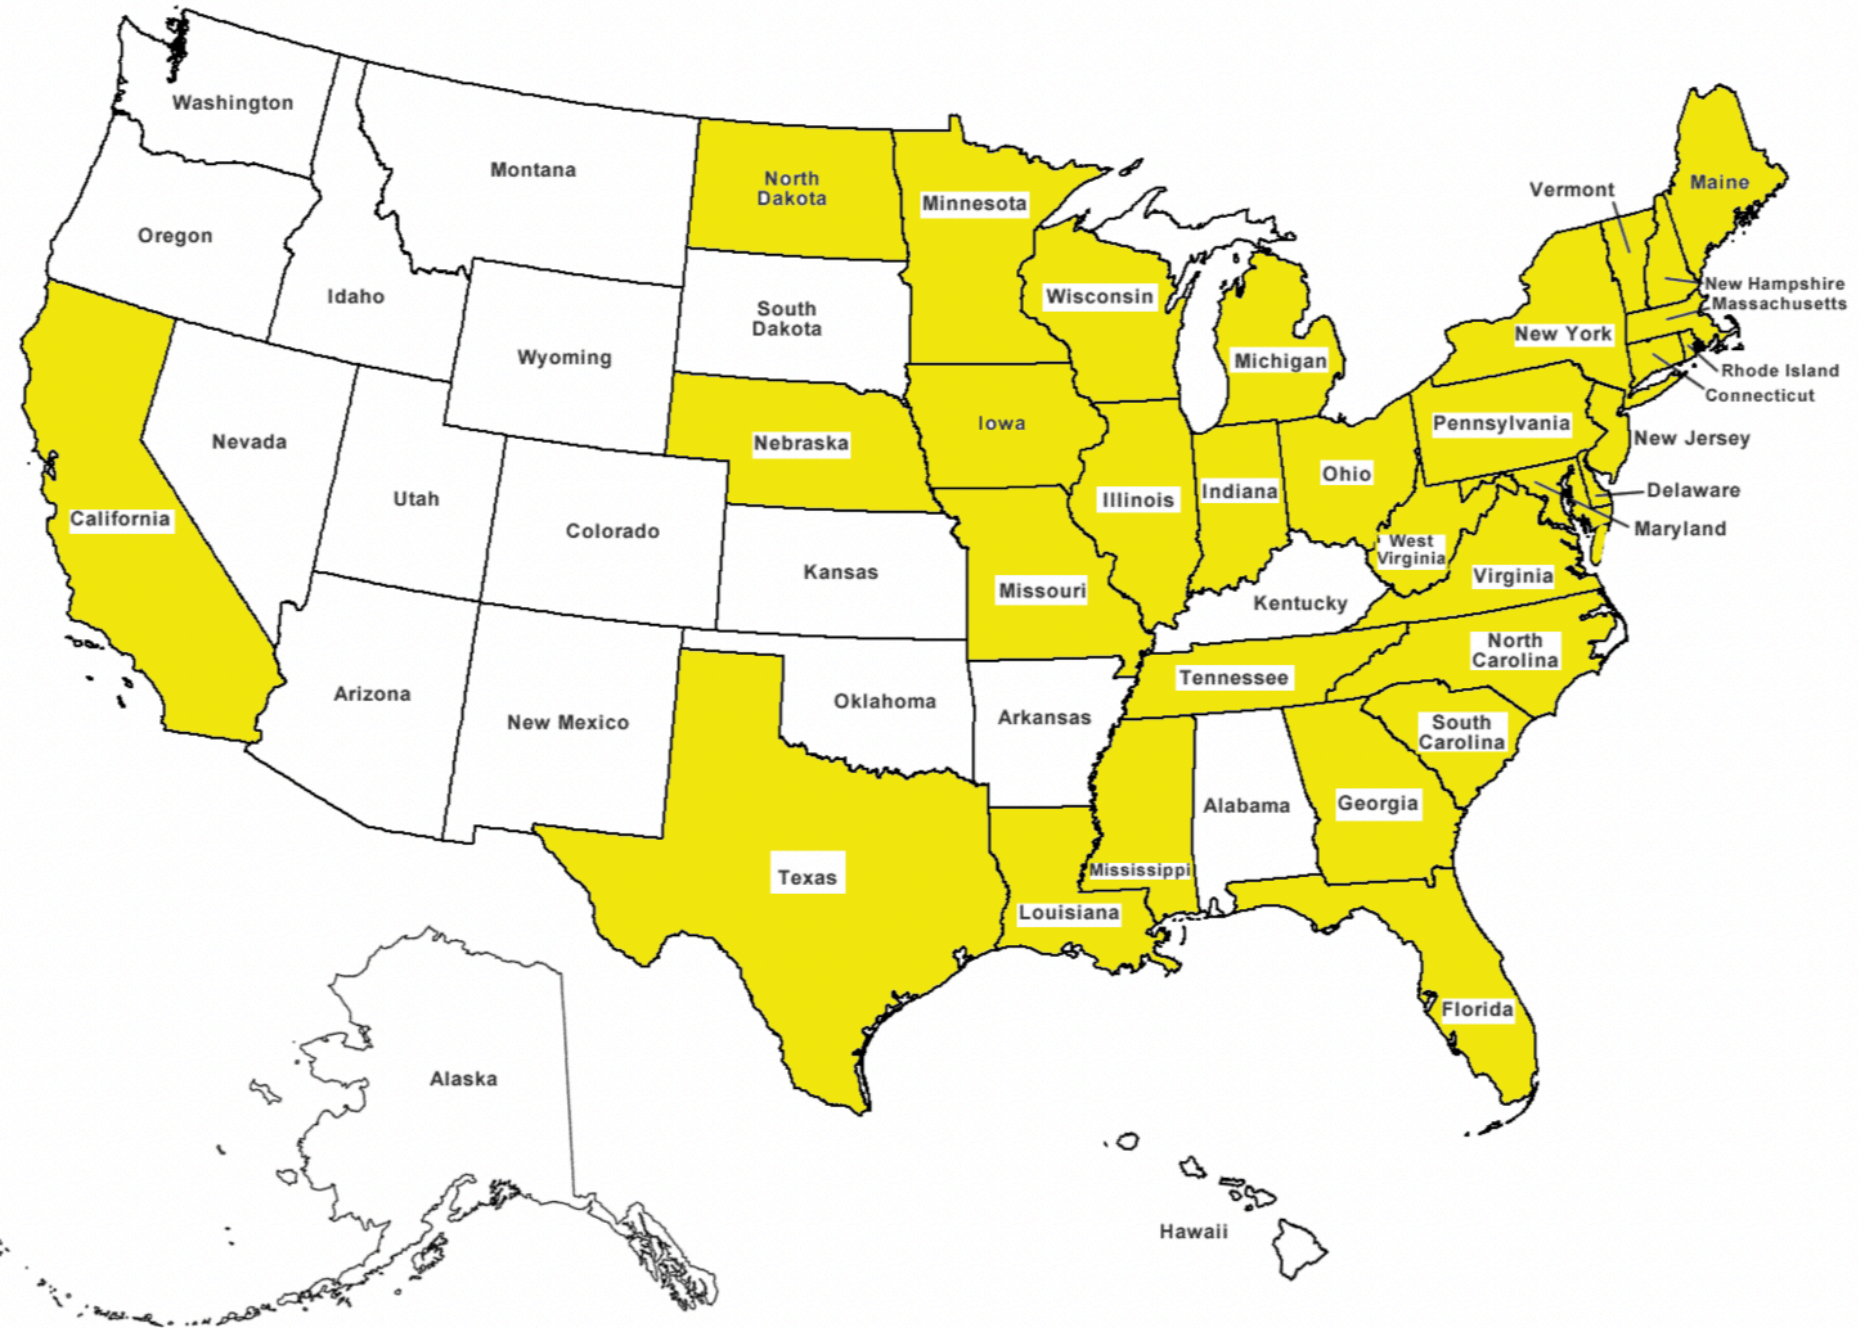 Washington
Montana
North
Dakota
Minnesota
Vermont
Maine
Oregon
Idaho
Wisconsin
New Hampshire
Massachusetts
South
Dakota
New York
Wyoming
Michigan
Rhode Island
Connecticut
Nevada
Nebraska
Iowa
Pennsylvania
New Jersey
Utah
Illinois
Indiana
Ohio
Delaware
California
Colorado
Maryland
West
Virginia
Kansas
Missouri
Virginia
Kentucky
North
Carolina
Tennessee
Arizona
Oklahoma
New Mexico
Arkansas
South
Carolina
Alabama
Georgia
Texas
Mississippi
Louisiana
Florida
Alaska
Hawaii